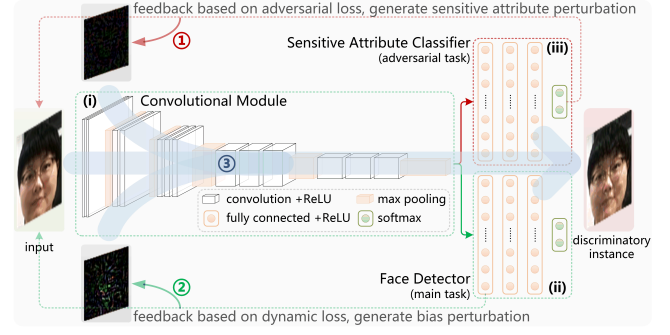 feedback based on adversarial loss, generate sensitive attribute perturbation
①
Sensitive Attribute Classifier
(adversarial task)
(iii)
(i)
Convolutional Module
③
convolution +ReLU
max pooling
fully connected +ReLU
softmax
input
discriminatory
instance
②
Face Detector
(main task)
(ii)
feedback based on dynamic loss, generate bias perturbation